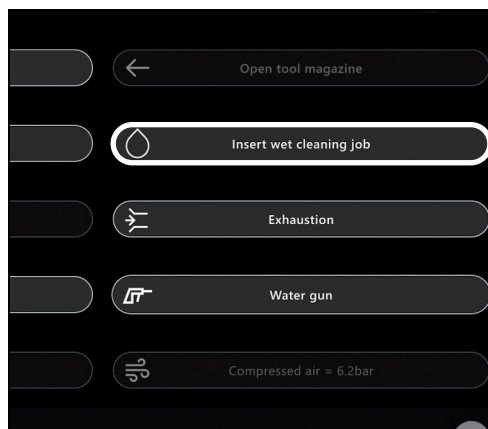 Open tool magazine
Insert wet cleaning job
Exhaustion
Water gun
Compressed air = 6.2bar